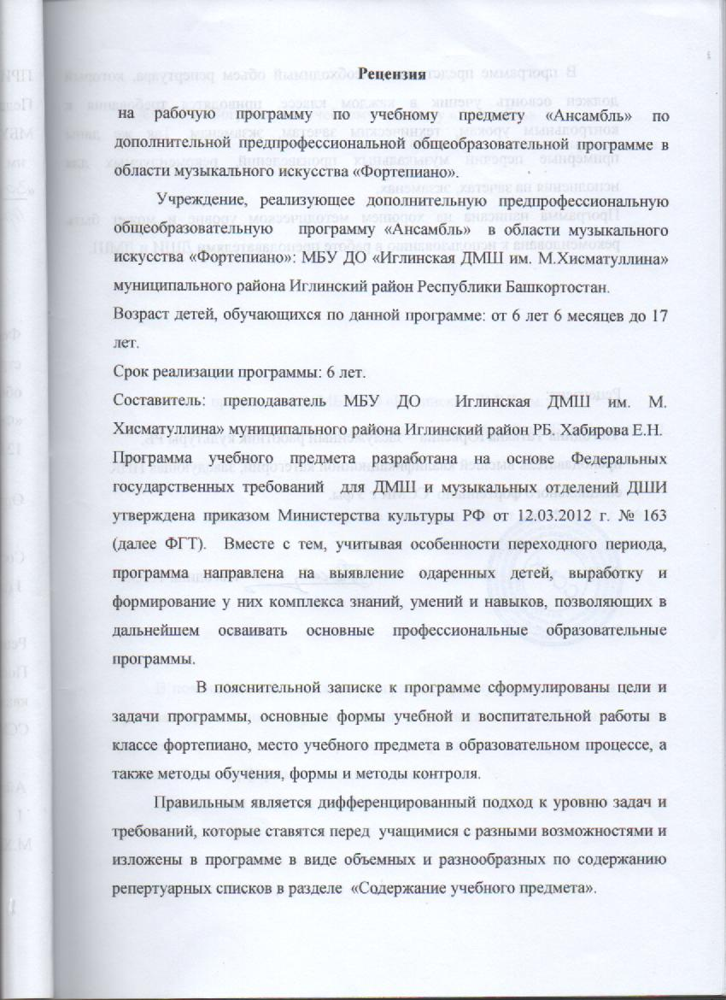 Рецензия
на рабочую программу по учебному предмету «Ансамбль» по
дополнительной предпрофессиональной общеобразовательной программе в
области музыкального искусства «Фортепиано».
Учреждение, реализующее дополнительную предпрофессиональную
общеобразовательную программу «Ансамбль» в области музыкального
искусства «Фортепиано»: МБУ ДО «Иглинская ДМШ им. М.Хисматуллина»
муниципального района Иглинский район Республики Башкортостан.
Возраст детей, обучающихся по данной программе: от 6 лет 6 месяцев до 17
лет.
Срок реализации программы: 6 лет.
Составитель: преподаватель МБУ ДО Иглинская ДМШ им. М.
Хисматуллина» муниципального района Иглинский район РБ, Хабирова Е.Н.
Программа учебного предмета разработана на основе Федеральных
государственных требований для ДМШ и музыкальных отделений ДШИ
утверждена приказом Министерства культуры РФ от 12.03.2012 г. № 163
(далее ФГТ). Вместе с тем, учитывая особенности переходного периода,
программа направлена на выявление одаренных детей, выработку и
формирование у них комплекса знаний, умений и навыков, позволяющих в
дальнейшем осваивать основные профессиональные образовательные
программы.
В пояснительной записке к программе сформулированы цели и
задачи программы, основные формы учебной и воспитательной работы в
классе фортепиано, место учебного предмета в образовательном процессе, а
также методы обучения, формы и методы контроля.
Правильным является дифференцированный подход к уровню задач и
требований, которые ставятся перед учащимися с разными возможностями и
изложены в программе в виде объемных и разнообразных по содержанию
репертуарных списков в разделе «Содержание учебного предмета».